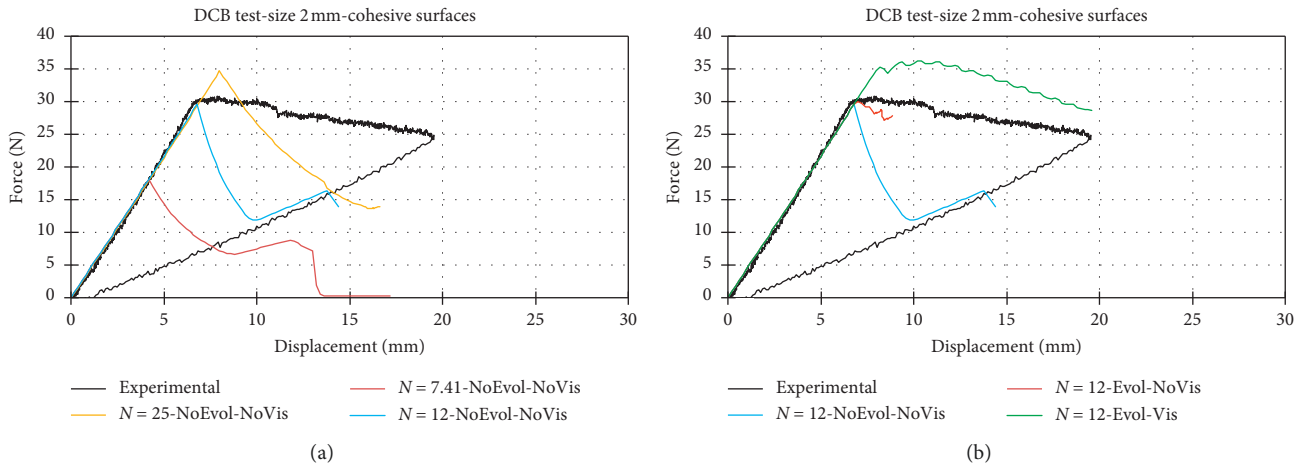 DCB test-size 2 mm-cohesive surfaces
40
35
30
25
20
15
10
5
0
Force (N)
0 5 10 15 20 25 30
Displacement (mm)
Experimental
N = 25-NoEvol-NoVis
N = 7.41-NoEvol-NoVis
N = 12-NoEvol-NoVis
(a)
DCB test-size 2 mm-cohesive surfaces
40
35
30
25
20
15
10
5
0
Force (N)
0 5 10 15 20 25 30
Displacement (mm)
Experimental
N = 12-NoEvol-NoVis
N = 12-Evol-NoVis
N = 12-Evol-Vis
(b)